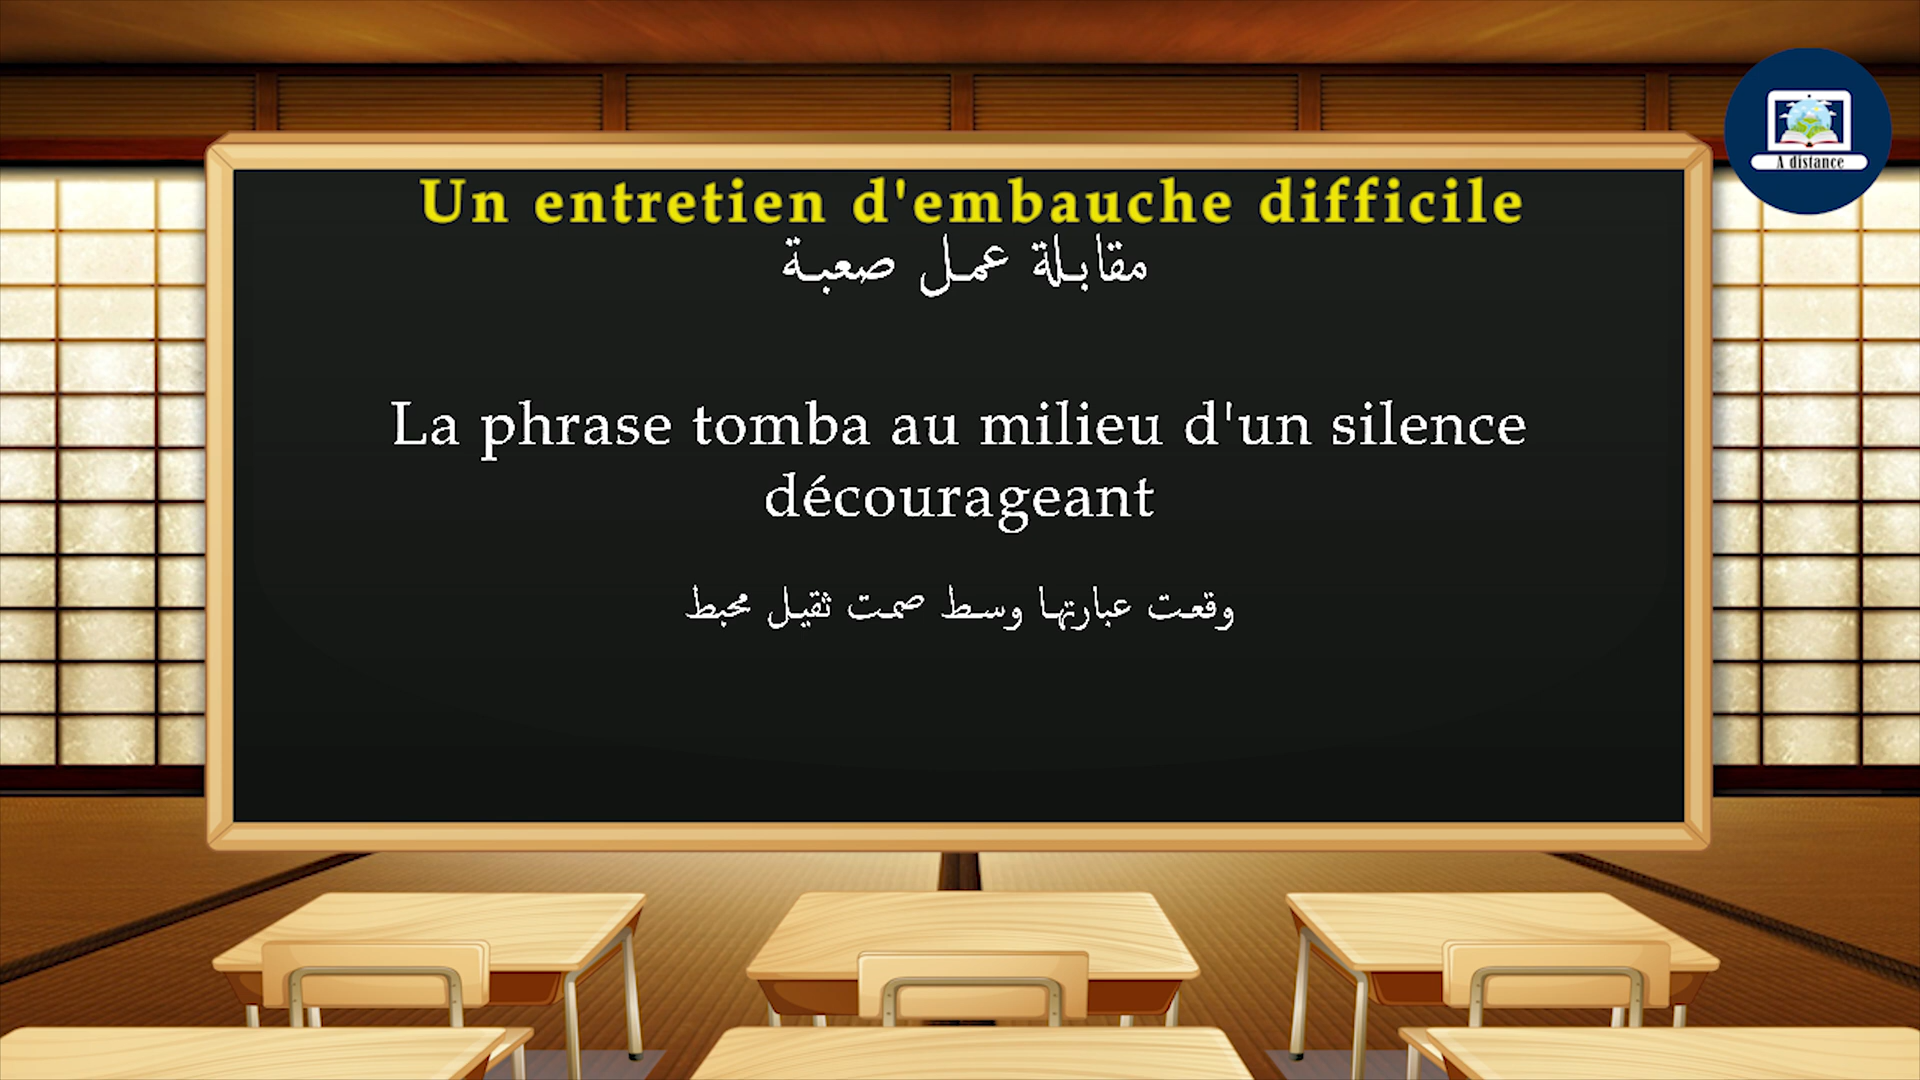 Un entretien d'embauche difficile
مقابلة عمل صعبة
La phrase tomba au milieu d'un silence
décourageant
وقعت عبارتها وسط صمت ثقيل محبط
A distance